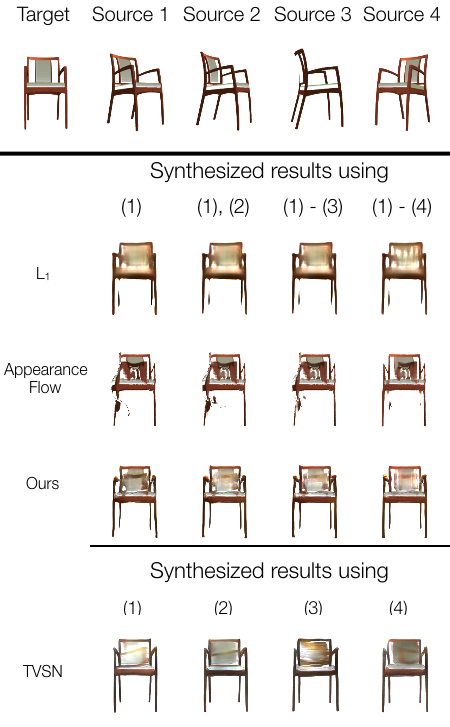 Target Source 1 Source 2 Source 3 Source 4
Synthesized results using
(1) (1), (2) (1) - (3) (1) - (4)
L₁
Appearance
Flow
Ours
Synthesized results using
(1) (2) (3) (4)
TVSN